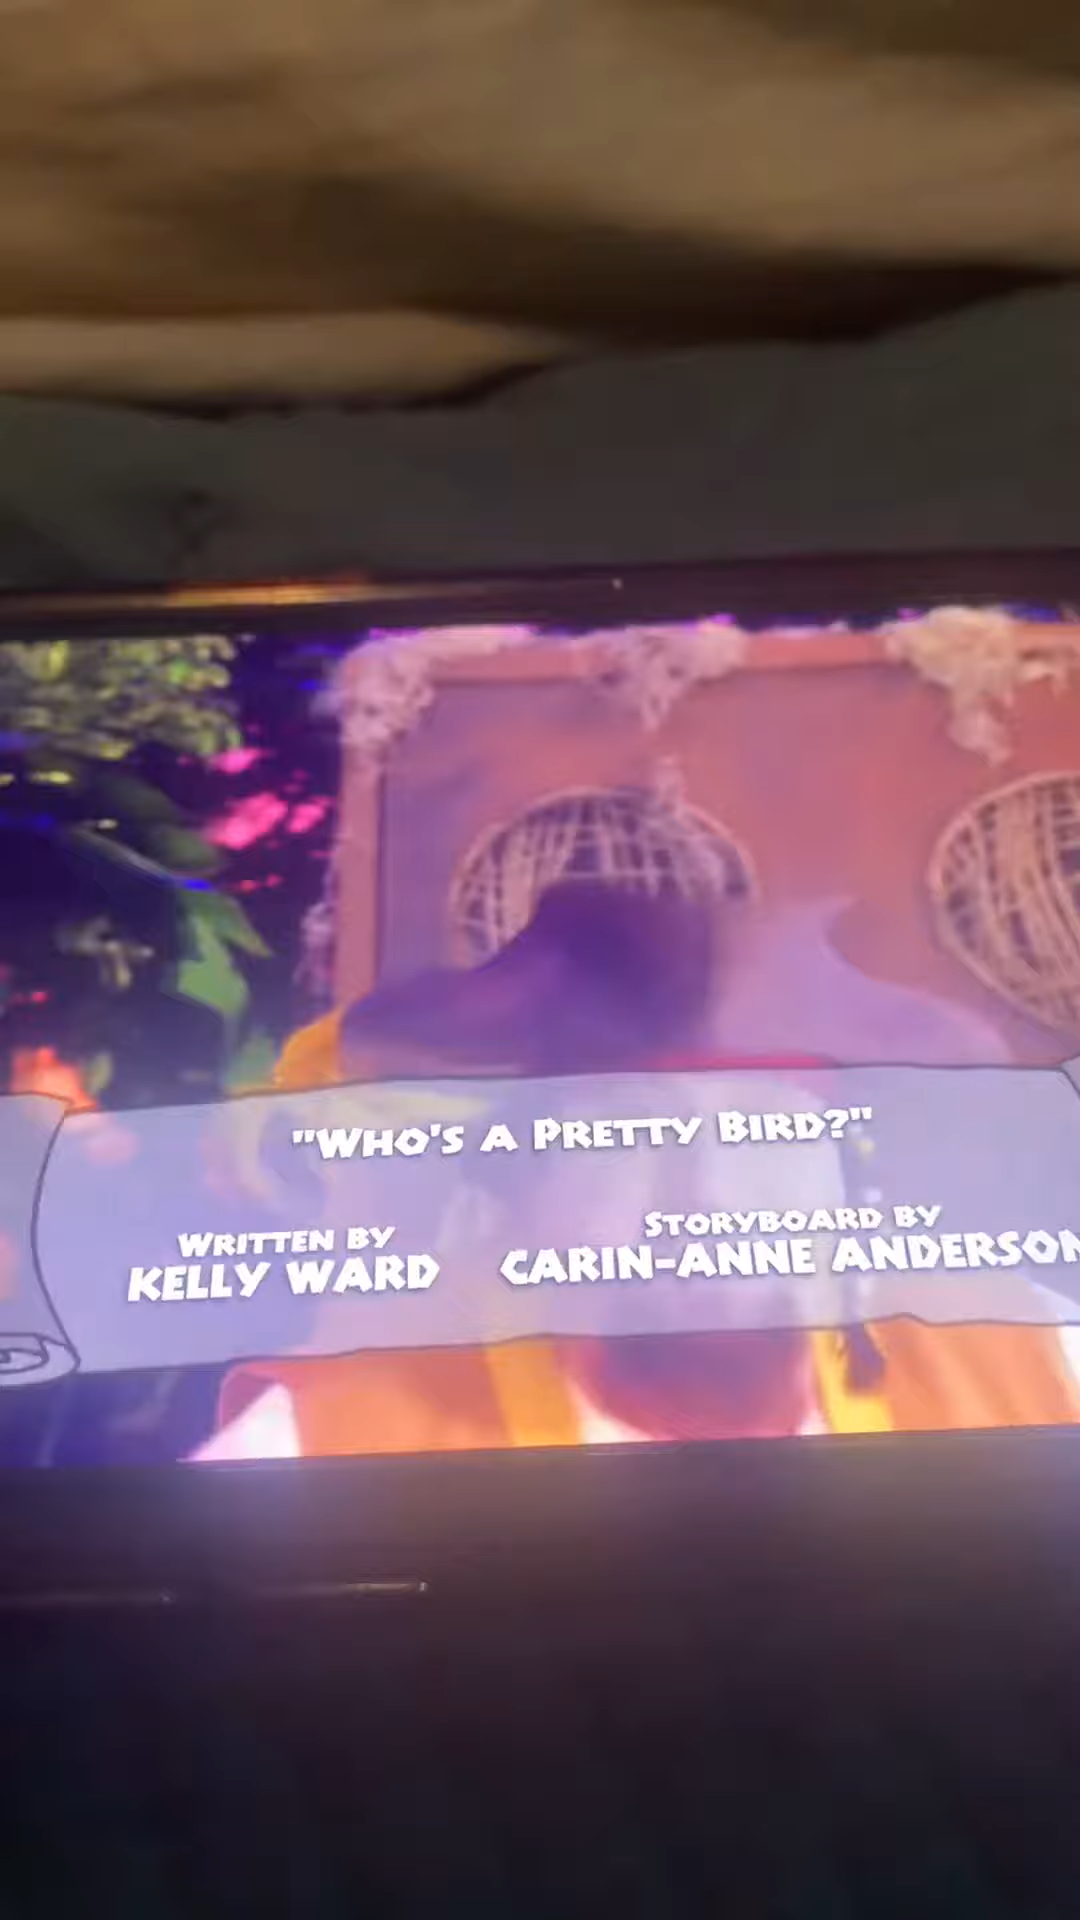 "WHO'S A PRETTY BIRD?"
WRITTEN BY
KELLY WARD
STORYBOARD BY
CARIN-ANNE ANDERSON